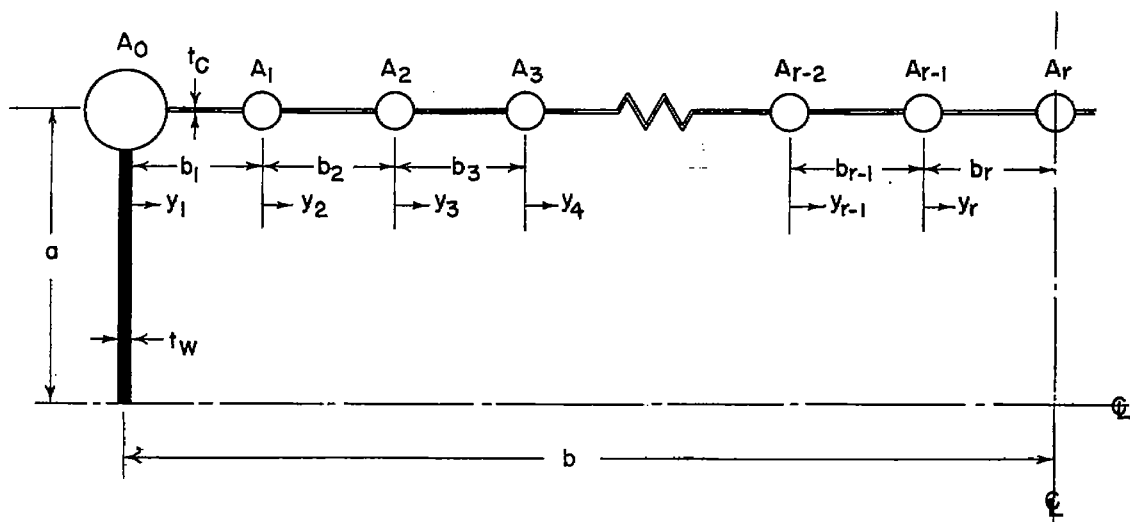 A0
tc
A1
A2
A3
Ar-2
Ar-1
Ar
b1
b2
b3
br-1
br
y1
y2
y3
y4
yr-1
yr
a
tw
b
℄
℄